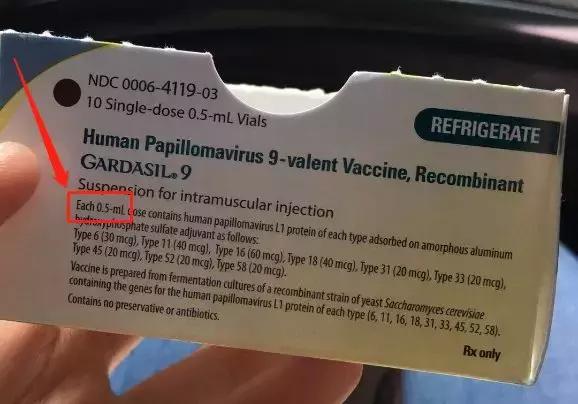 NDC 0006-4119-03
10 Single-dose 0.5-mL Vials
REFRIGERATE
Human Papillomavirus 9-valent Vaccine, Recombinant
GARDASIL®9
Suspension for intramuscular injection
Each 0.5-mL dose contains human papillomavirus L1 protein of each type adsorbed on amorphous aluminum
hydroxyphosphate sulfate adjuvant as follows:
Type 6 (30 mcg), Type 11 (40 mcg), Type 16 (60 mcg), Type 18 (40 mcg), Type 31 (20 mcg), Type 33 (20 mcg),
Type 45 (20 mcg), Type 52 (20 mcg), Type 58 (20 mcg).
Vaccine is prepared from fermentation cultures of a recombinant strain of yeast Saccharomyces cerevisiae
containing the genes for the human papillomavirus L1 protein of each type (6, 11, 16, 18, 31, 33, 45, 52, 58).
Contains no preservative or antibiotics.
Rx only